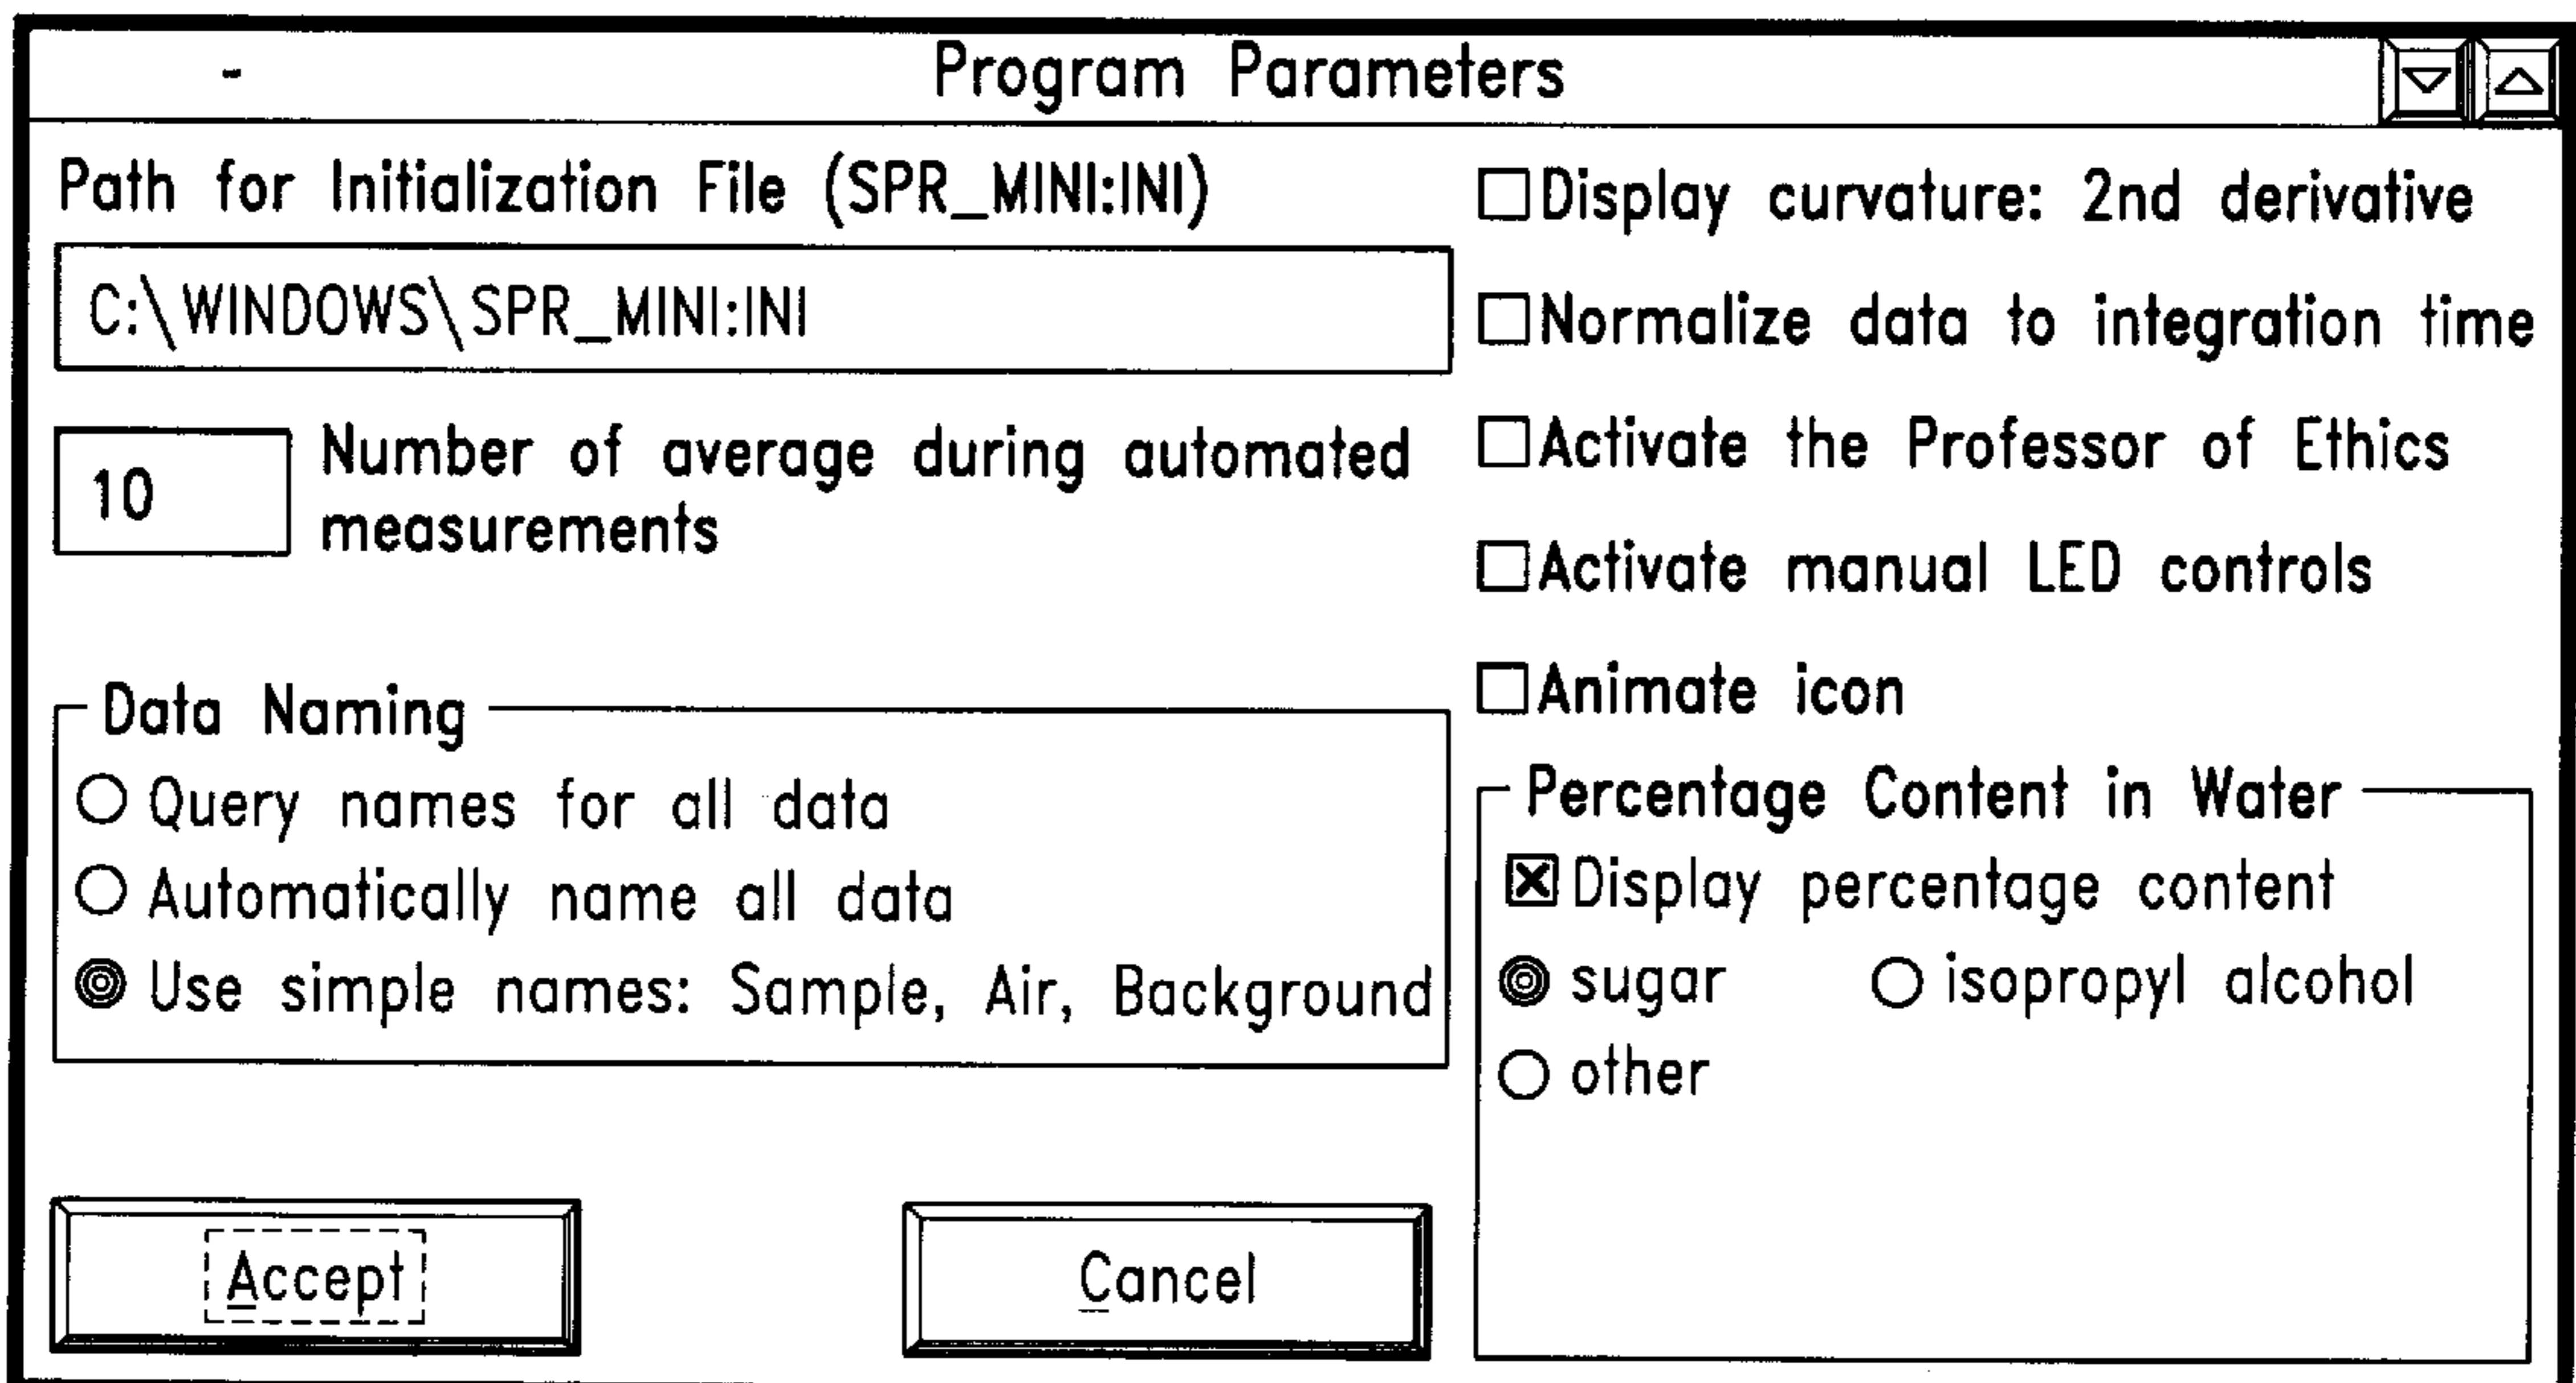 Program Parameters
Path for Initialization File (SPR_MINI:INI)
C:\WINDOWS\SPR_MINI:INI
10
Number of average during automated
measurements
Data Naming
Query names for all data
Automatically name all data
Use simple names: Sample, Air, Background
Accept
Cancel
Display curvature: 2nd derivative
Normalize data to integration time
Activate the Professor of Ethics
Activate manual LED controls
Animate icon
Percentage Content in Water
Display percentage content
sugar
isopropyl alcohol
other